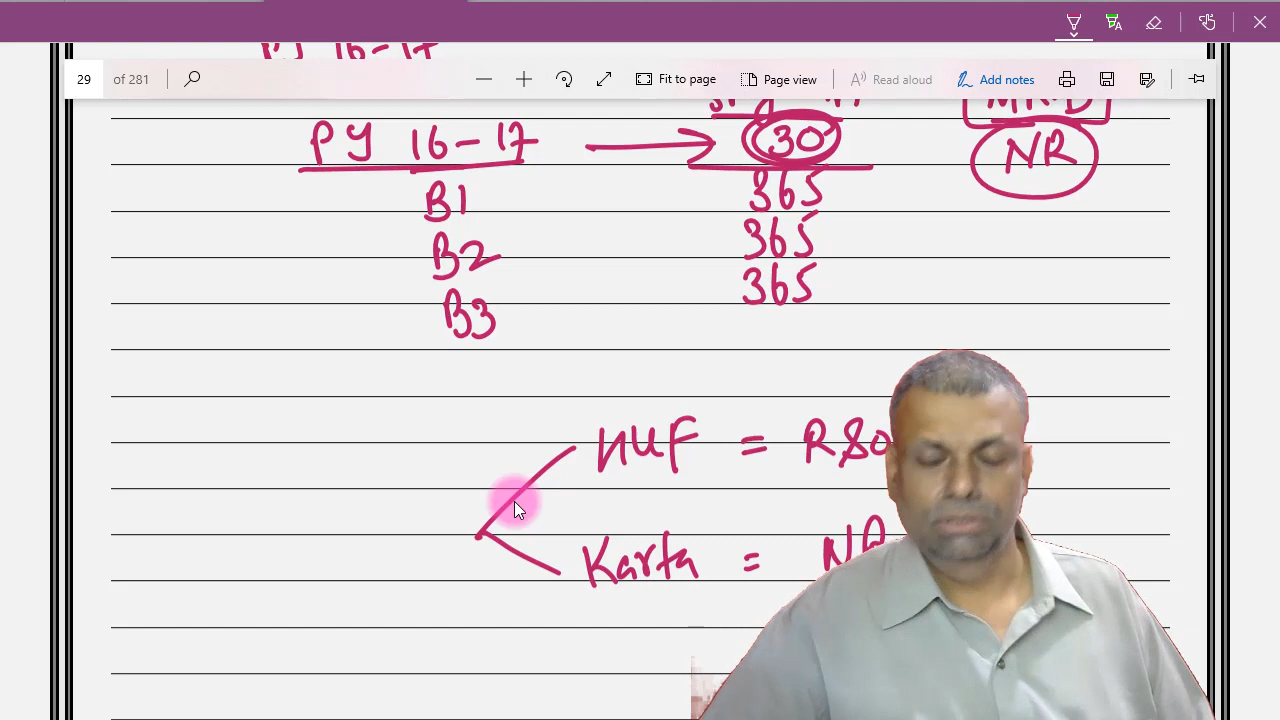 29 of 281 Fit to page Page view Read aloud Add notes
PY 16-17 30 NR
B1 365
B2 365
B3 365
HUF =
Karta =